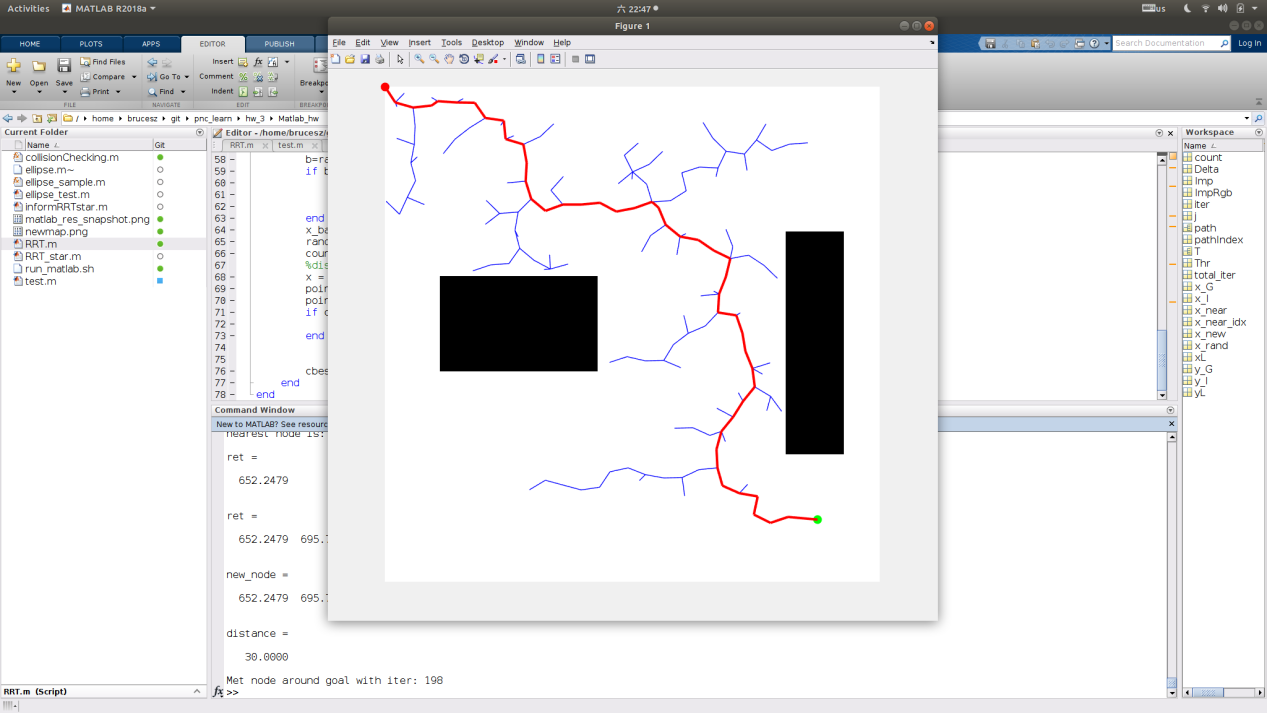 Activities MATLAB R2018a 六 22:47 us
Figure 1
HOME PLOTS APPS EDITOR PUBLISH
File Edit View Insert Tools Desktop Window Help
Search Documentation Log In
New Open Save
Find Files
Compare
Print
Go To
Find
Insert fx
Comment
Indent
Breakpo
FILE NAVIGATE EDIT BREAKPO
/ home brucesz git pnc_learn hw_3 Matlab_hw
Current Folder
Name Git
collisionChecking.m
ellipse.m~
ellipse_sample.m
ellipse_test.m
informRRTstar.m
matlab_res_snapshot.png
newmap.png
RRT.m
RRT_star.m
run_matlab.sh
test.m
RRT.m (Script)
Editor - /home/brucesz/g
RRT.m test.m
58 b=ra
59 if b
60
61
62
63 end
64 x_ba
65 rand
66 coun
67 %dis
68 x =
69 poin
70 poin
71 if c
72
73 end
74
75
76 cbes
77 end
78 end
Command Window
New to MATLAB? See resourc
nearest node is:
ret =
652.2479
ret =
652.2479 695.7
new_node =
652.2479 695.7
distance =
30.0000
Met node around goal with iter: 198
fx >>
Workspace
Name
count
Delta
Imp
ImpRgb
iter
j
path
pathIndex
T
Thr
total_iter
x_G
x_I
x_near
x_near_idx
x_new
x_rand
xL
y_G
y_I
yL